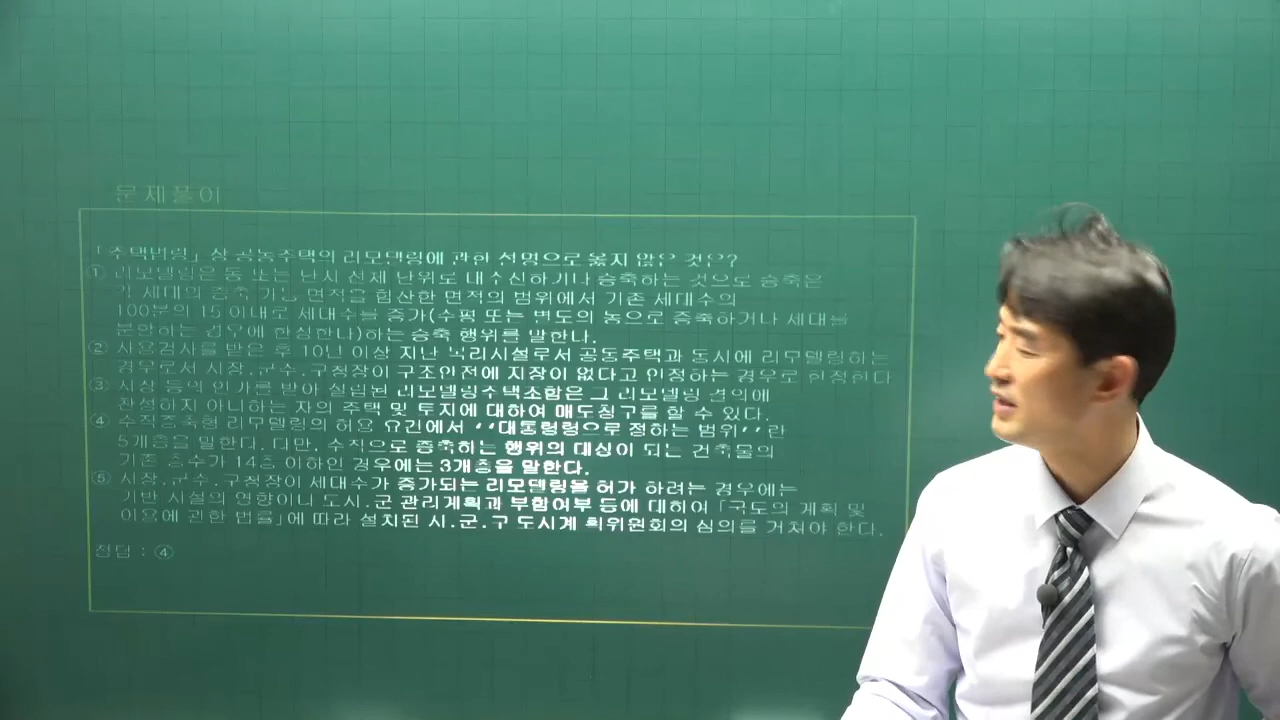 문제풀이
「주택법령」 상 공동주택의 리모델링에 관한 설명으로 옳지 않은 것은?
① 리모델링은 동 또는 단지 전체 단위로 대수선하거나 증축하는 것으로 증축은
각 세대의 증축 가능 면적을 합산한 면적의 범위에서 기존 세대수의
100분의 15 이내로 세대수를 증가(수평 또는 별도의 동으로 증축하거나 세대를
분할하는 경우에 한정한다)하는 증축 행위를 말한다.
② 사용검사를 받은 후 10년 이상 지난 복리시설로서 공동주택과 동시에 리모델링하는
경우로서 시장.군수.구청장이 구조안전에 지장이 없다고 인정하는 경우로 한정한다
③ 시장 등의 인가를 받아 설립된 리모델링주택조합은 그 리모델링 결의에
찬성하지 아니하는 자의 주택 및 토지에 대하여 매도청구를 할 수 있다.
④ 수직증축형 리모델링의 허용 요건에서 ‘‘대통령령으로 정하는 범위’’란
5개층을 말한다. 다만, 수직으로 증축하는 행위의 대상이 되는 건축물의
기존 층수가 14층 이하인 경우에는 3개층을 말한다.
⑤ 시장.군수.구청장이 세대수가 증가되는 리모델링을 허가 하려는 경우에는
기반 시설의 영향이나 도시.군 관리계획과 부합여부 등에 대하여 「국토의 계획 및
이용에 관한 법률」에 따라 설치된 시.군.구 도시계 획위원회의 심의를 거쳐야 한다.
정답 : ④